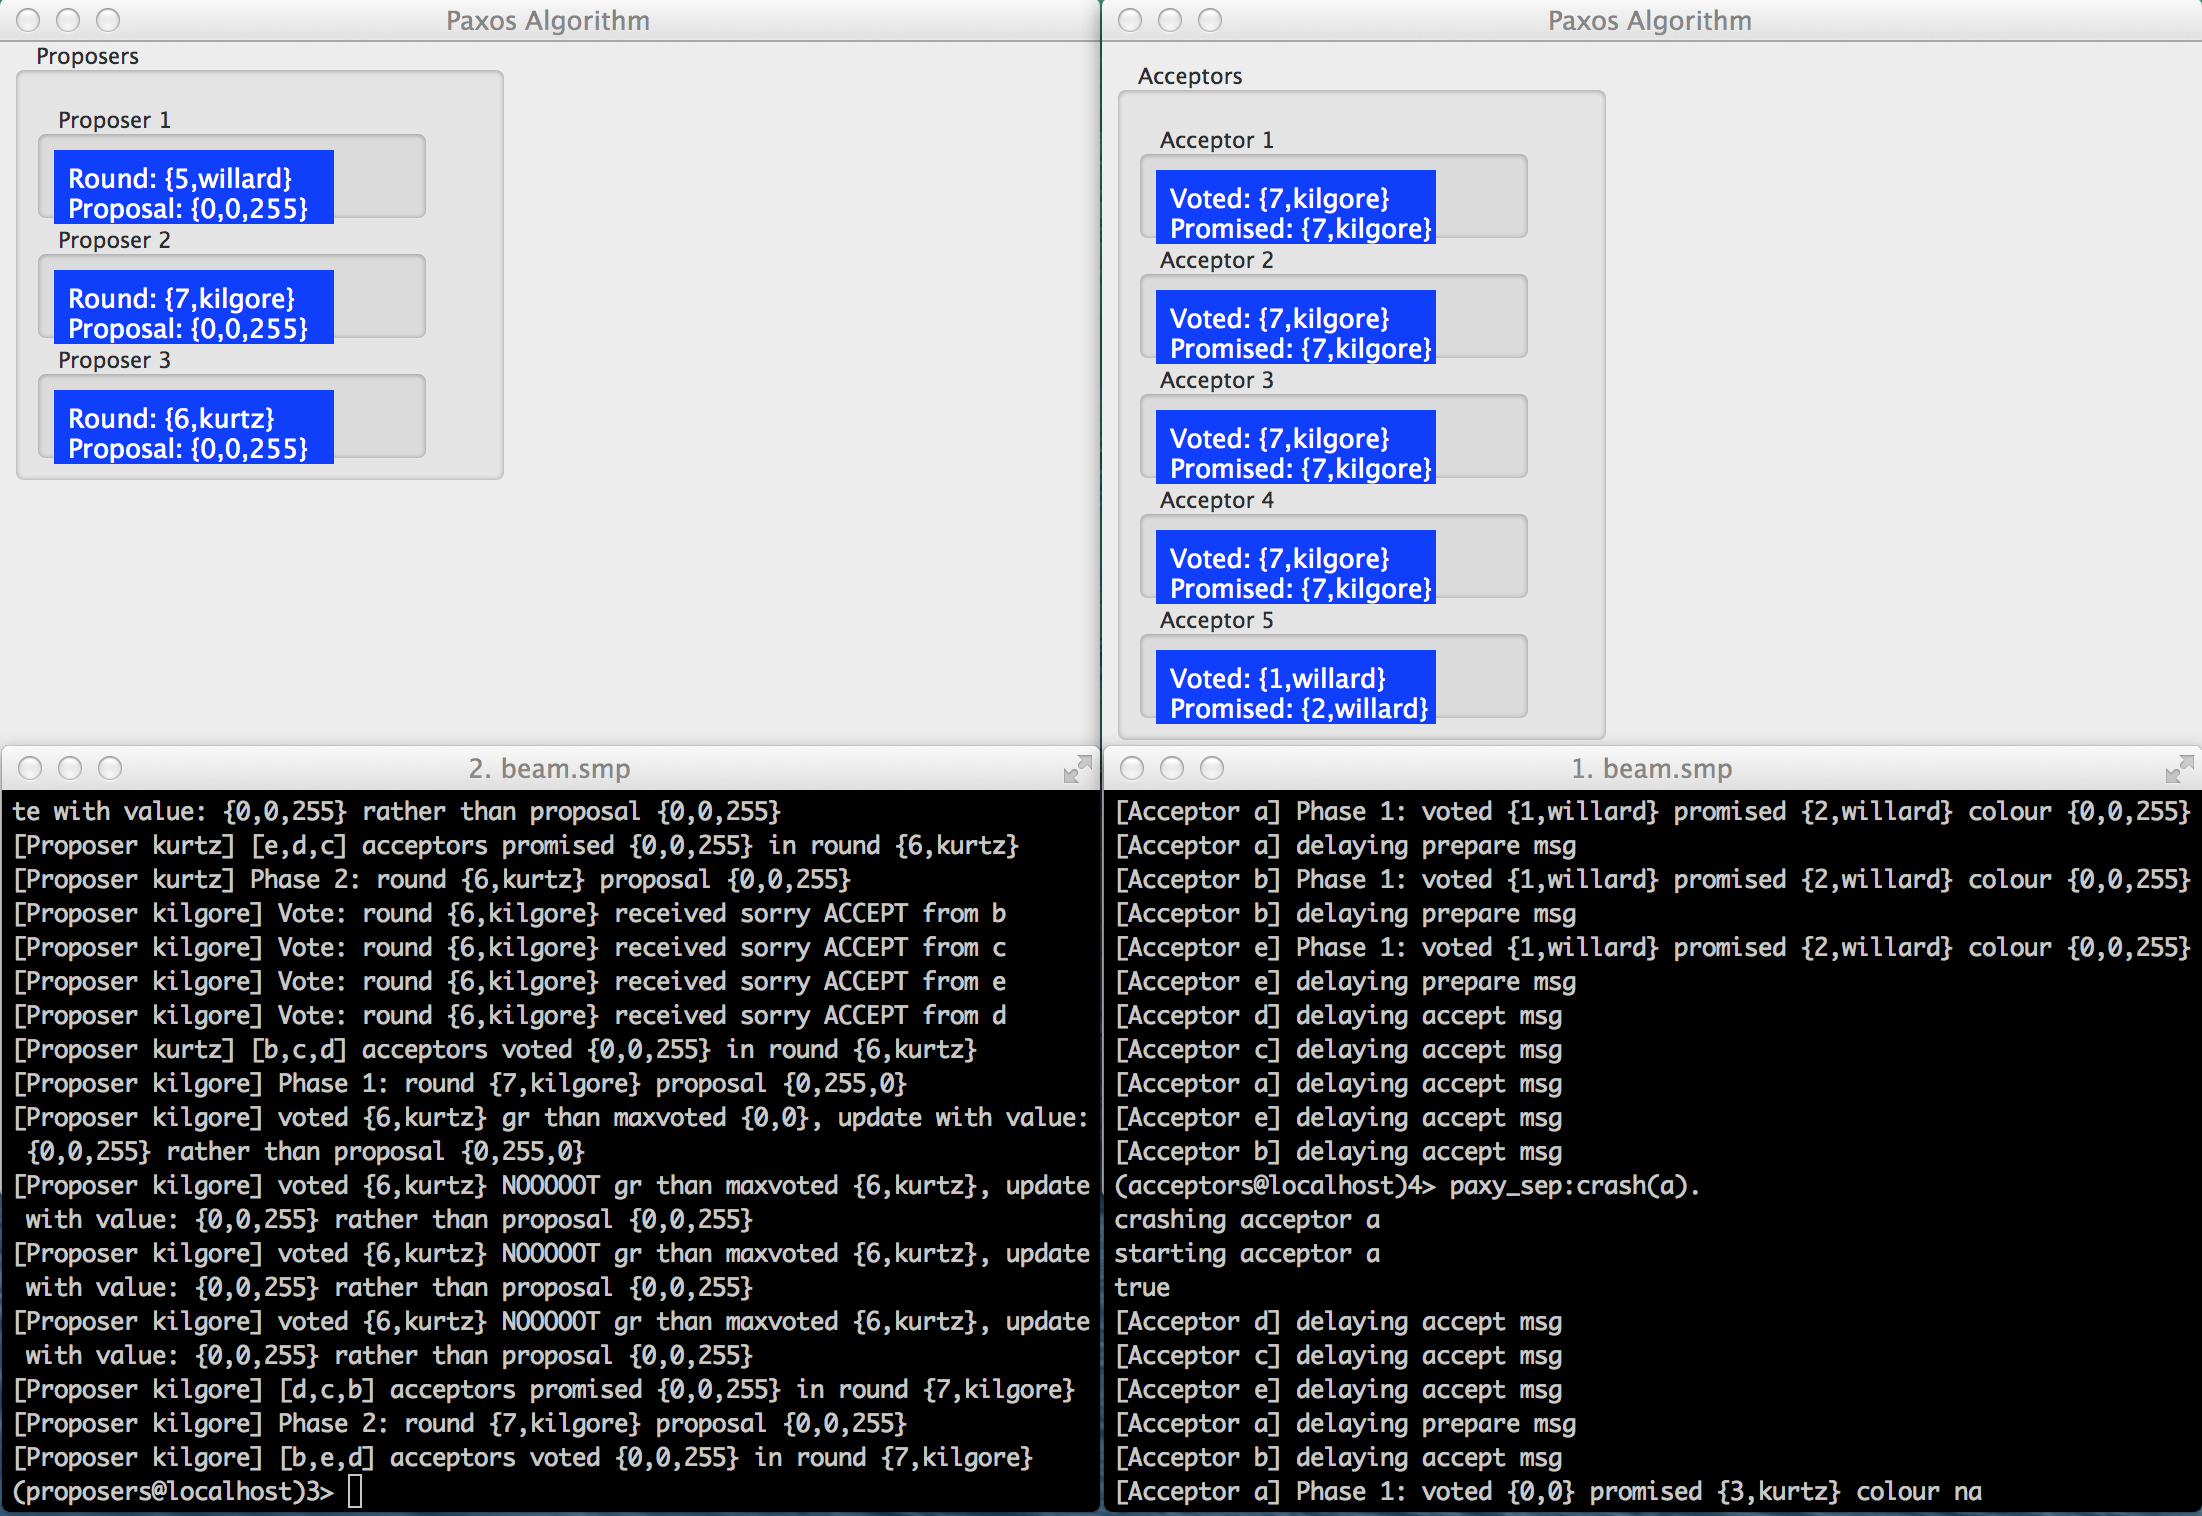 Paxos Algorithm
Proposers
Proposer 1
Round: {5,willard}
Proposal: {0,0,255}
Proposer 2
Round: {7,kilgore}
Proposal: {0,0,255}
Proposer 3
Round: {6,kurtz}
Proposal: {0,0,255}
Paxos Algorithm
Acceptors
Acceptor 1
Voted: {7,kilgore}
Promised: {7,kilgore}
Acceptor 2
Voted: {7,kilgore}
Promised: {7,kilgore}
Acceptor 3
Voted: {7,kilgore}
Promised: {7,kilgore}
Acceptor 4
Voted: {7,kilgore}
Promised: {7,kilgore}
Acceptor 5
Voted: {1,willard}
Promised: {2,willard}
2. beam.smp
te with value: {0,0,255} rather than proposal {0,0,255}
[Proposer kurtz] [e,d,c] acceptors promised {0,0,255} in round {6,kurtz}
[Proposer kurtz] Phase 2: round {6,kurtz} proposal {0,0,255}
[Proposer kilgore] Vote: round {6,kilgore} received sorry ACCEPT from b
[Proposer kilgore] Vote: round {6,kilgore} received sorry ACCEPT from c
[Proposer kilgore] Vote: round {6,kilgore} received sorry ACCEPT from e
[Proposer kilgore] Vote: round {6,kilgore} received sorry ACCEPT from d
[Proposer kurtz] [b,c,d] acceptors voted {0,0,255} in round {6,kurtz}
[Proposer kilgore] Phase 1: round {7,kilgore} proposal {0,255,0}
[Proposer kilgore] voted {6,kurtz} gr than maxvoted {0,0}, update with value:
{0,0,255} rather than proposal {0,255,0}
[Proposer kilgore] voted {6,kurtz} NOOOOOT gr than maxvoted {6,kurtz}, update
with value: {0,0,255} rather than proposal {0,0,255}
[Proposer kilgore] voted {6,kurtz} NOOOOOT gr than maxvoted {6,kurtz}, update
with value: {0,0,255} rather than proposal {0,0,255}
[Proposer kilgore] voted {6,kurtz} NOOOOOT gr than maxvoted {6,kurtz}, update
with value: {0,0,255} rather than proposal {0,0,255}
[Proposer kilgore] [d,c,b] acceptors promised {0,0,255} in round {7,kilgore}
[Proposer kilgore] Phase 2: round {7,kilgore} proposal {0,0,255}
[Proposer kilgore] [b,e,d] acceptors voted {0,0,255} in round {7,kilgore}
(proposers@localhost)3>
1. beam.smp
[Acceptor a] Phase 1: voted {1,willard} promised {2,willard} colour {0,0,255}
[Acceptor a] delaying prepare msg
[Acceptor b] Phase 1: voted {1,willard} promised {2,willard} colour {0,0,255}
[Acceptor b] delaying prepare msg
[Acceptor e] Phase 1: voted {1,willard} promised {2,willard} colour {0,0,255}
[Acceptor e] delaying prepare msg
[Acceptor d] delaying accept msg
[Acceptor c] delaying accept msg
[Acceptor a] delaying accept msg
[Acceptor e] delaying accept msg
[Acceptor b] delaying accept msg
(acceptors@localhost)4> paxy_sep:crash(a).
crashing acceptor a
starting acceptor a
true
[Acceptor d] delaying accept msg
[Acceptor c] delaying accept msg
[Acceptor e] delaying accept msg
[Acceptor a] delaying prepare msg
[Acceptor b] delaying accept msg
[Acceptor a] Phase 1: voted {0,0} promised {3,kurtz} colour na